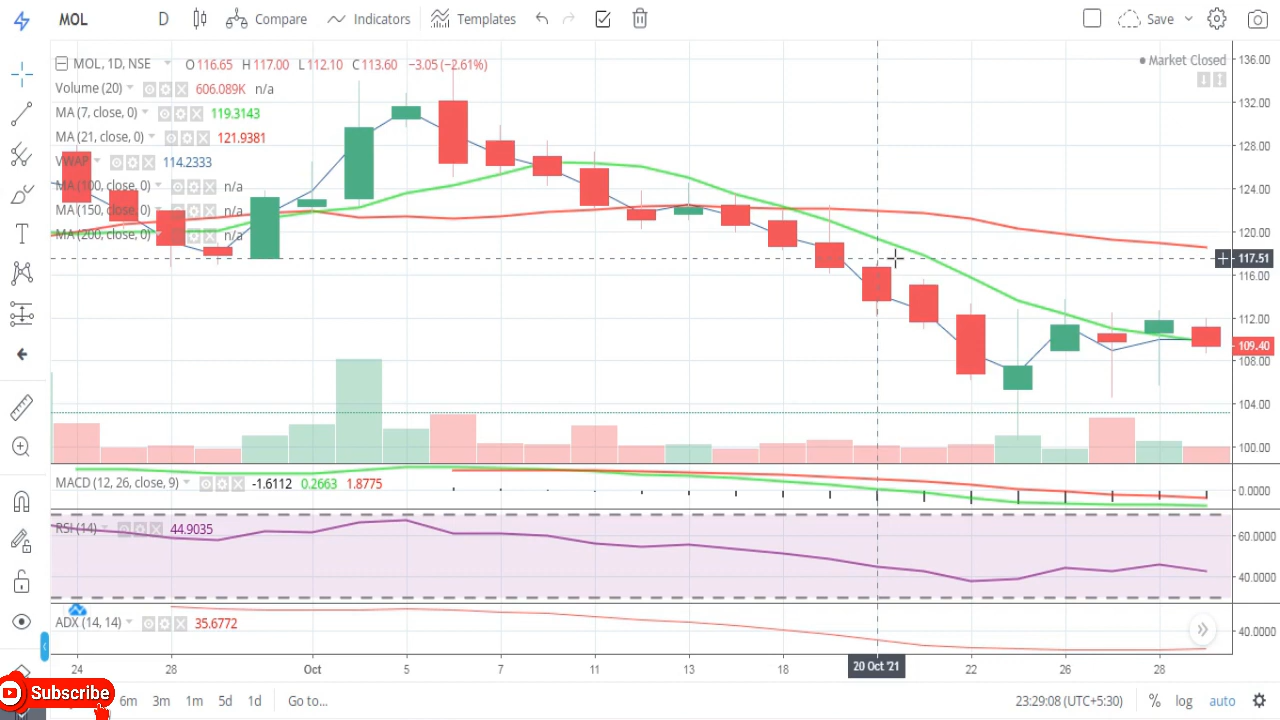 MOL D Compare Indicators Templates Save
MOL, 1D, NSE O 116.65 H 117.00 L 112.10 C 113.60 −3.05 (−2.61%)
Market Closed
Volume (20) 606.089K n/a
MA (7, close, 0) 119.3143
MA (21, close, 0) 121.9381
VWAP 114.2333
MA (100, close, 0) n/a
MA (150, close, 0) n/a
MA (200, close, 0) n/a
136.00
132.00
128.00
124.00
120.00
117.51
116.00
112.00
109.40
108.00
104.00
100.00
MACD (12, 26, close, 9) -1.6112 0.2663 1.8775
0.0000
RSI (14) 44.9035
60.0000
40.0000
ADX (14, 14) 35.6772
40.0000
24 28 Oct 5 11 13 18 20 Oct '21 22 26 28
Subscribe
6m 3m 1m 5d 1d Go to... 23:29:08 (UTC+5:30) % log auto